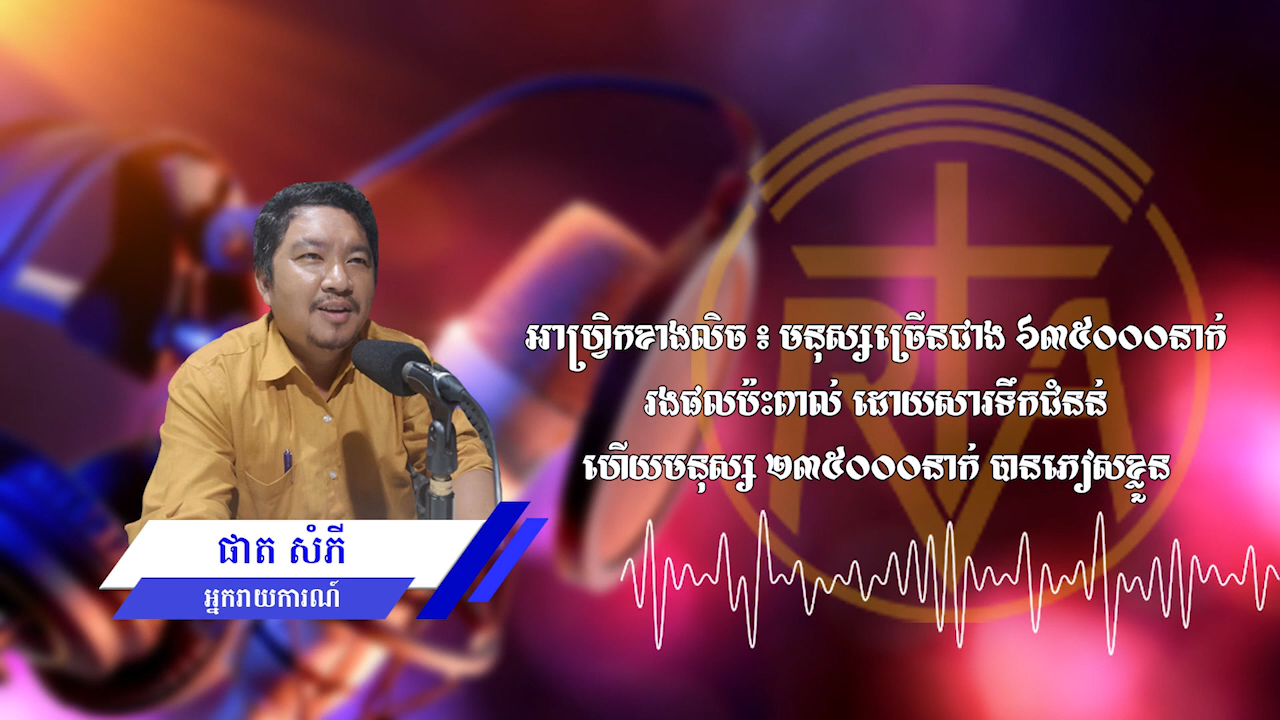 អាហ្វ្រិកខាងលិច ៖ មនុស្សច្រើនជាង ៦៣៥០០០នាក់
រងផលប៉ះពាល់ ដោយសារទឹកជំនន់
ហើយមនុស្ស ២៣៥០០០នាក់ បានភៀសខ្លួន
ផាត សំភី
អ្នករាយការណ៍
RVA